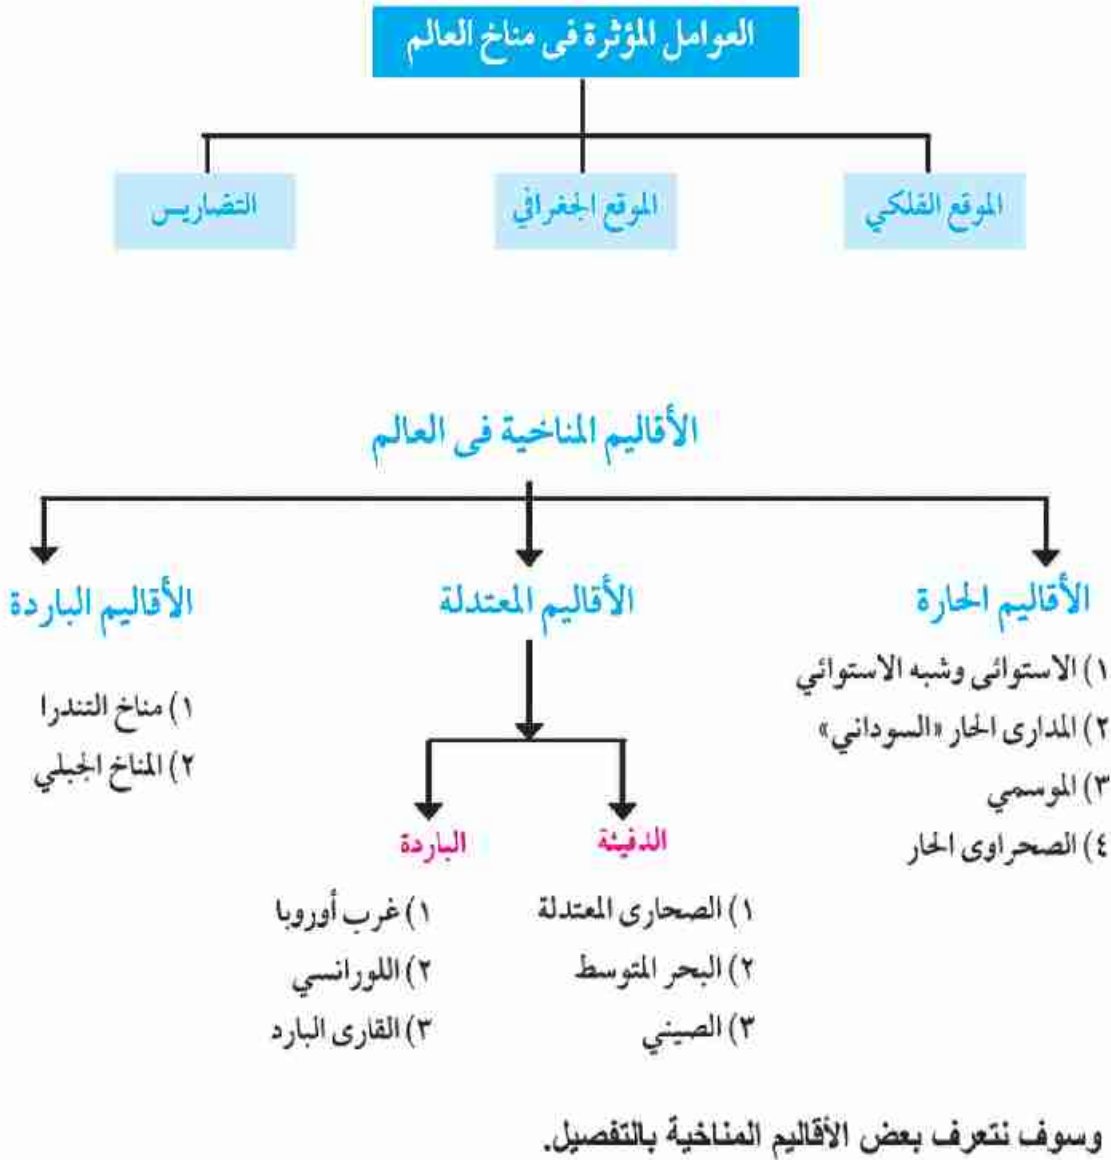 العوامل المؤثرة فى مناخ العالم
الموقع الفلكي
الموقع الجغرافي
التضاريس
الأقاليم المناخية فى العالم
الأقاليم الحارة
١) الاستوائى وشبه الاستوائي
٢) المدارى الحار «السوداني»
٣) الموسمي
٤) الصحراوى الحار
الأقاليم المعتدلة
الدفيئة
١) الصحارى المعتدلة
٢) البحر المتوسط
٣) الصيني
الباردة
١) غرب أوروبا
٢) اللورانسي
٣) القارى البارد
الأقاليم الباردة
١) مناخ التندرا
٢) المناخ الجبلي
وسوف نتعرف بعض الأقاليم المناخية بالتفصيل.